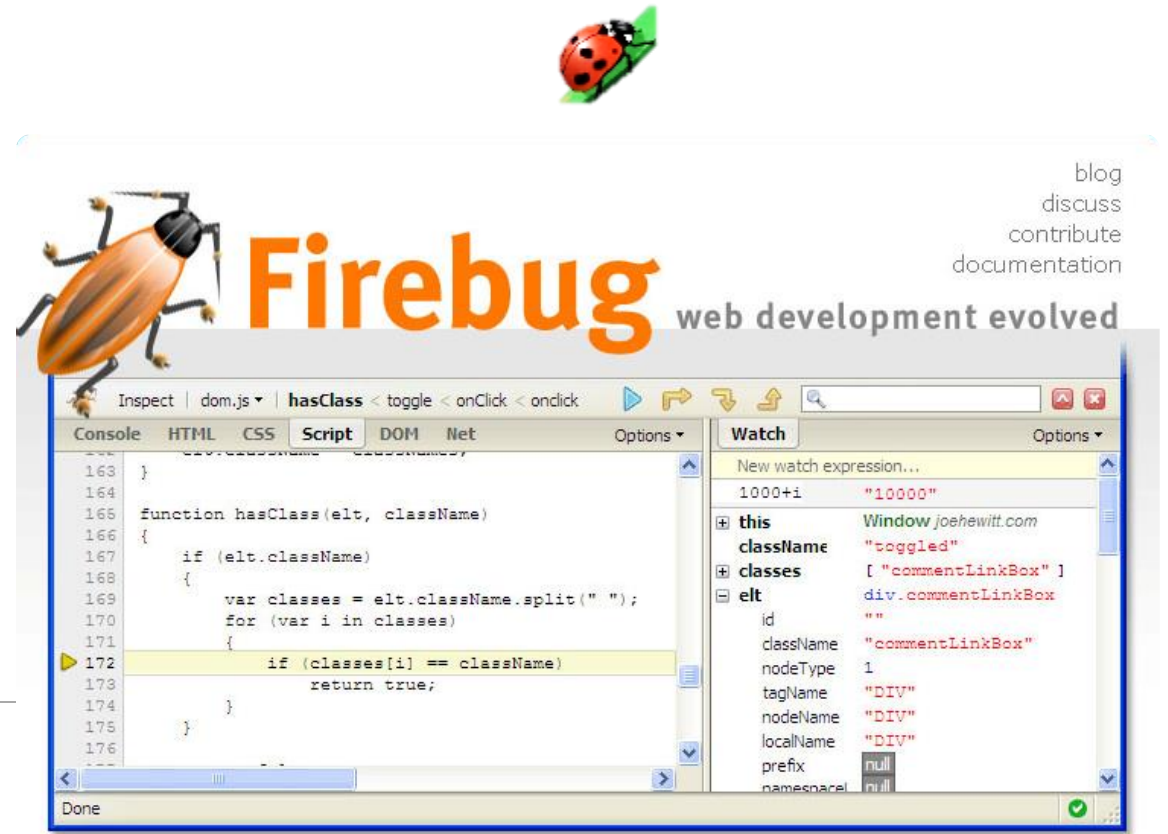 blog
discuss
contribute
documentation
Firebug
web development evolved
Inspect | dom.js | hasClass < toggle < onClick < onclick
Console HTML CSS Script DOM Net Options
163 }
164
165 function hasClass(elt, className)
166 {
167 if (elt.className)
168 {
169 var classes = elt.className.split(" ");
170 for (var i in classes)
171 {
172 if (classes[i] == className)
173 return true;
174 }
175 }
176
Watch Options
New watch expression...
1000+i "10000"
this Window joehewitt.com
className "toggled"
classes [ "commentLinkBox" ]
elt div.commentLinkBox
id ""
className "commentLinkBox"
nodeType 1
tagName "DIV"
nodeName "DIV"
localName "DIV"
prefix null
null
Done